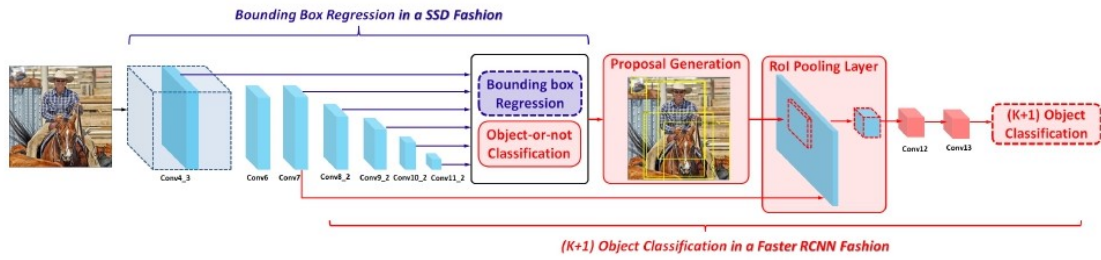 Bounding Box Regression in a SSD Fashion
Conv4_3
Conv6
Conv7
Conv8_2
Conv9_2
Conv10_2
Conv11_2
Bounding box
Regression
Object-or-not
Classification
Proposal Generation
RoI Pooling Layer
Conv12
Conv13
(K+1) Object
Classification
(K+1) Object Classification in a Faster RCNN Fashion